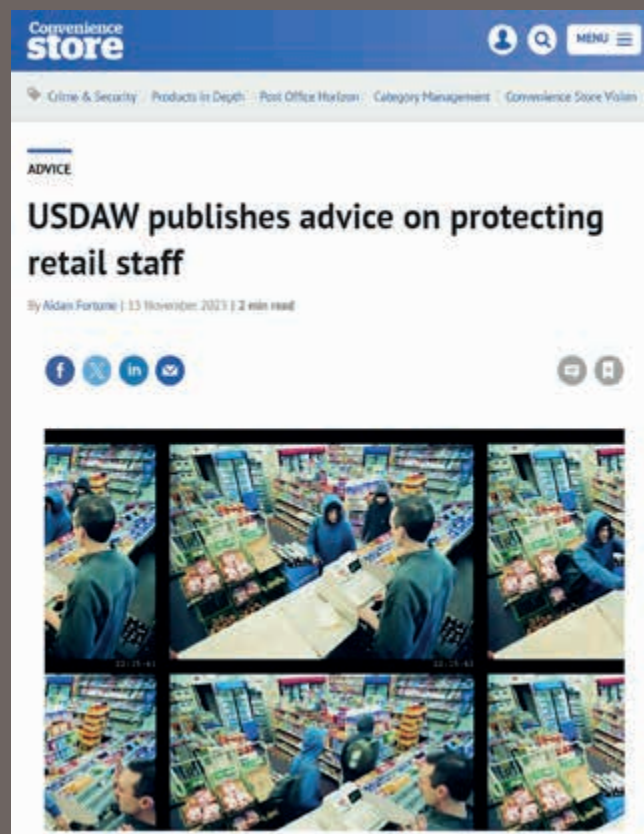 Convenience
store
MENU
Crime & Security Products In Depth Post Office Horizon Category Management Convenience Store Vision
ADVICE
USDAW publishes advice on protecting
retail staff
By Aidan Fortune | 13 November 2023 | 2 min read
f X in